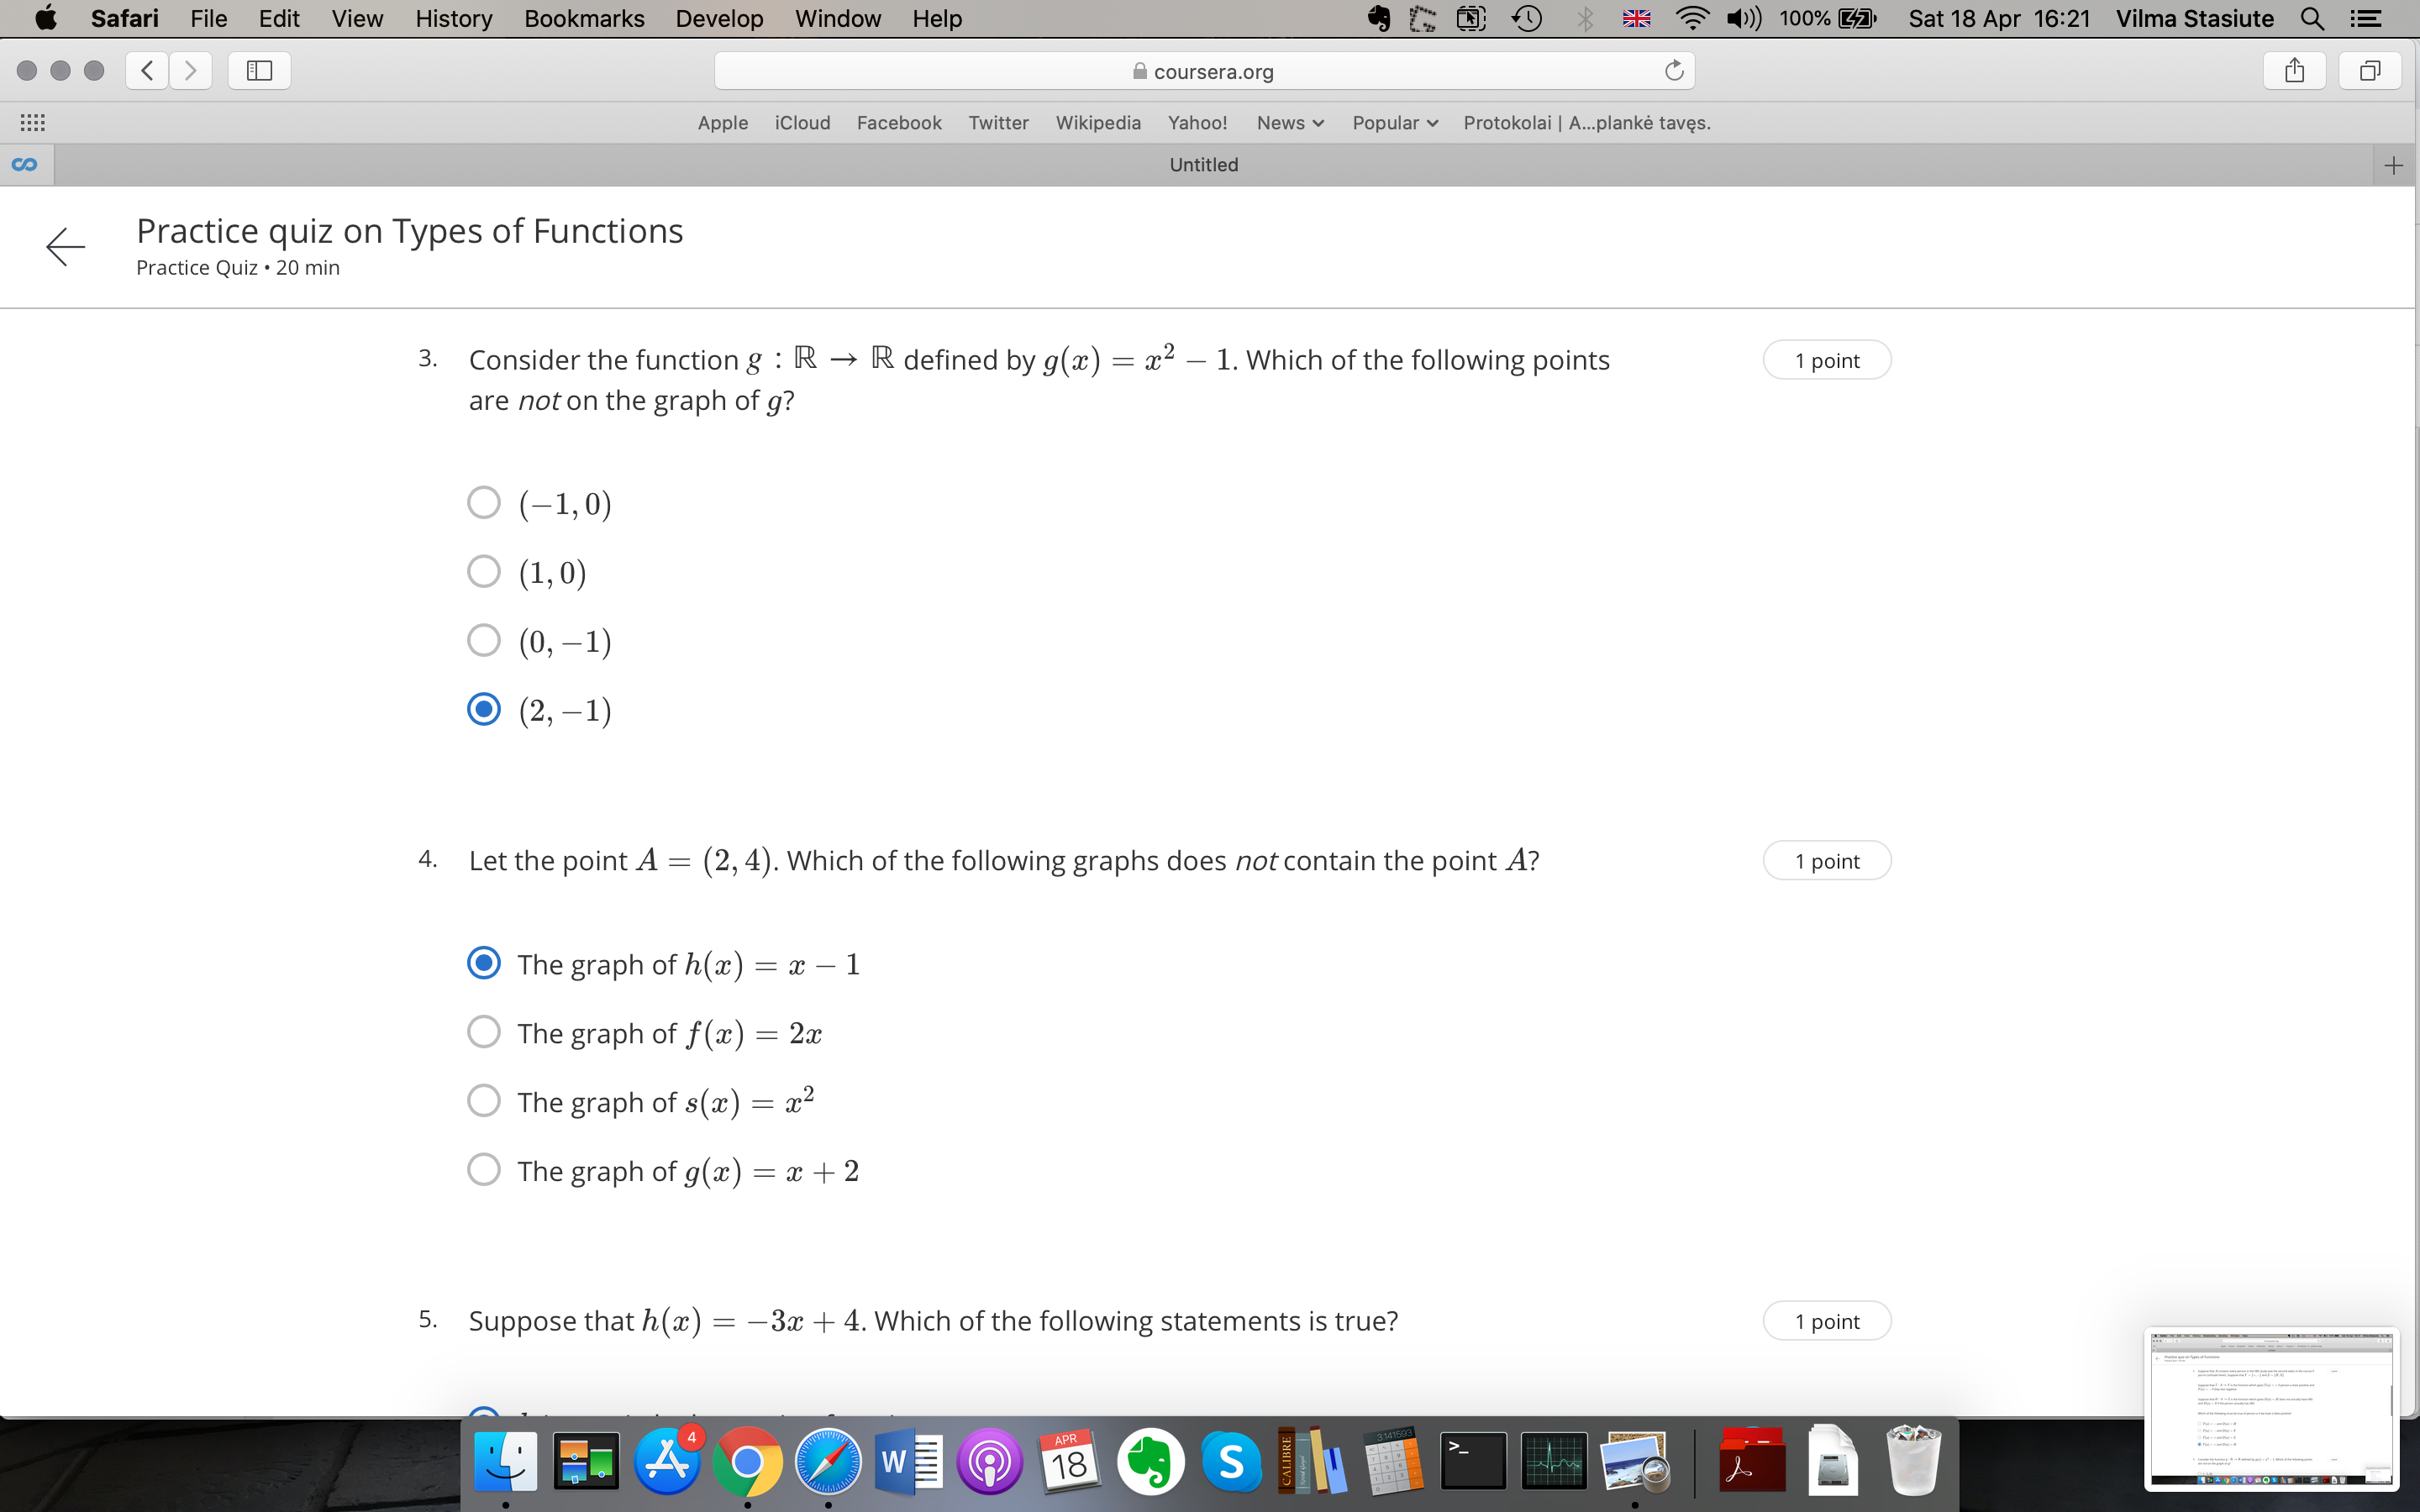 Safari File Edit View History Bookmarks Develop Window Help 100% Sat 18 Apr 16:21 Vilma Stasiute
coursera.org
Apple iCloud Facebook Twitter Wikipedia Yahoo! News Popular Protokolai | A...plankė tavęs.
Untitled
Practice quiz on Types of Functions
Practice Quiz • 20 min
3. Consider the function g : ℝ → ℝ defined by g(x) = x² − 1. Which of the following points 1 point
are not on the graph of g?
(−1, 0)
(1, 0)
(0, −1)
(2, −1)
4. Let the point A = (2, 4). Which of the following graphs does not contain the point A? 1 point
The graph of h(x) = x − 1
The graph of f(x) = 2x
The graph of s(x) = x²
The graph of g(x) = x + 2
5. Suppose that h(x) = −3x + 4. Which of the following statements is true? 1 point
4
APR
18
W
S
CALIBRE
3.141593
>_